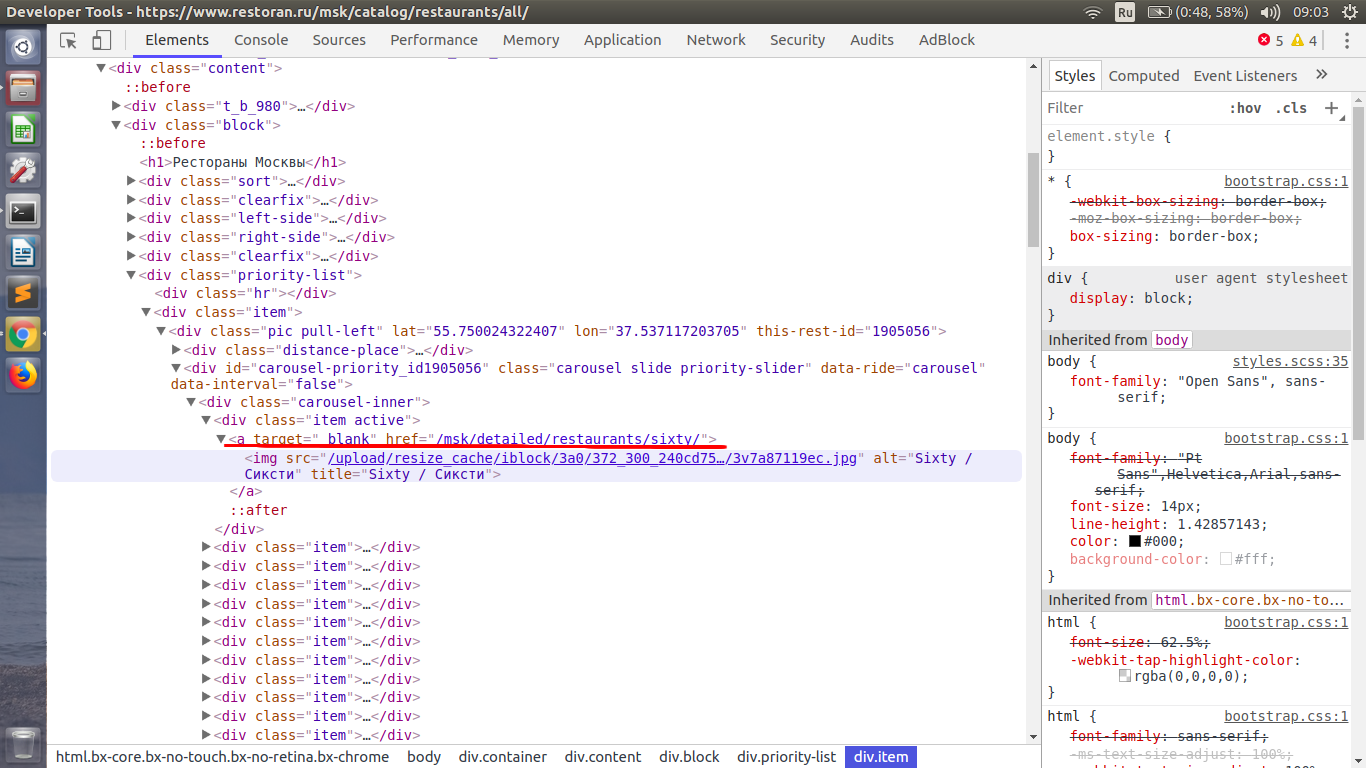 Developer Tools - https://www.restoran.ru/msk/catalog/restaurants/all/
Ru (0:48, 58%) 09:03
Elements Console Sources Performance Memory Application Network Security Audits AdBlock 5 4
<div class="content">
::before
<div class="t_b_980">…</div>
<div class="block">
::before
<h1>Рестораны Москвы</h1>
<div class="sort">…</div>
<div class="clearfix">…</div>
<div class="left-side">…</div>
<div class="right-side">…</div>
<div class="clearfix">…</div>
<div class="priority-list">
<div class="hr"></div>
<div class="item">
<div class="pic pull-left" lat="55.750024322407" lon="37.537117203705" this-rest-id="1905056">
<div class="distance-place">…</div>
<div id="carousel-priority_id1905056" class="carousel slide priority-slider" data-ride="carousel"
data-interval="false">
<div class="carousel-inner">
<div class="item active">
<a target="_blank" href="/msk/detailed/restaurants/sixty/">
<img src="/upload/resize_cache/iblock/3a0/372_300_240cd75…/3v7a87119ec.jpg" alt="Sixty /
Сиксти" title="Sixty / Сиксти">
</a>
::after
</div>
<div class="item">…</div>
<div class="item">…</div>
<div class="item">…</div>
<div class="item">…</div>
<div class="item">…</div>
<div class="item">…</div>
<div class="item">…</div>
<div class="item">…</div>
<div class="item">…</div>
<div class="item">…</div>
<div class="item">…</div>
html.bx-core.bx-no-touch.bx-no-retina.bx-chrome body div.container div.content div.block div.priority-list div.item
Styles Computed Event Listeners »
Filter :hov .cls +
element.style {
}
* { bootstrap.css:1
-webkit-box-sizing: border-box;
-moz-box-sizing: border-box;
box-sizing: border-box;
}
div { user agent stylesheet
display: block;
}
Inherited from body
body { styles.scss:35
font-family: "Open Sans", sans-
serif;
}
body { bootstrap.css:1
font-family: "Pt
Sans",Helvetica,Arial,sans-
serif;
font-size: 14px;
line-height: 1.42857143;
color: #000;
background-color: #fff;
}
Inherited from html.bx-core.bx-no-to…
html { bootstrap.css:1
font-size: 62.5%;
-webkit-tap-highlight-color:
rgba(0,0,0,0);
}
html { bootstrap.css:1
font-family: sans-serif;
-ms-text-size-adjust: 100%;